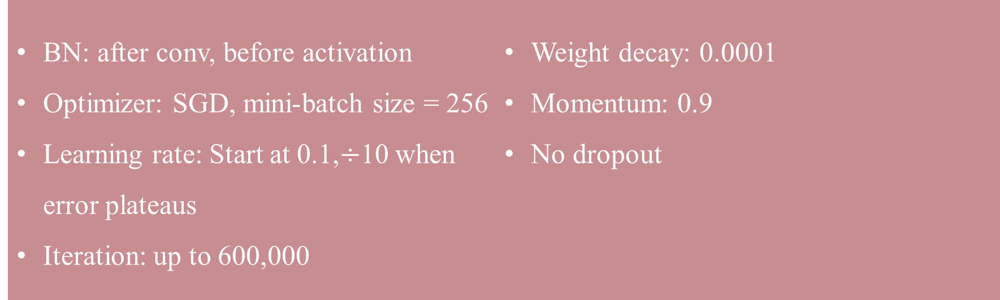 • BN: after conv, before activation
• Optimizer: SGD, mini-batch size = 256
• Learning rate: Start at 0.1,÷10 when
error plateaus
• Iteration: up to 600,000
• Weight decay: 0.0001
• Momentum: 0.9
• No dropout